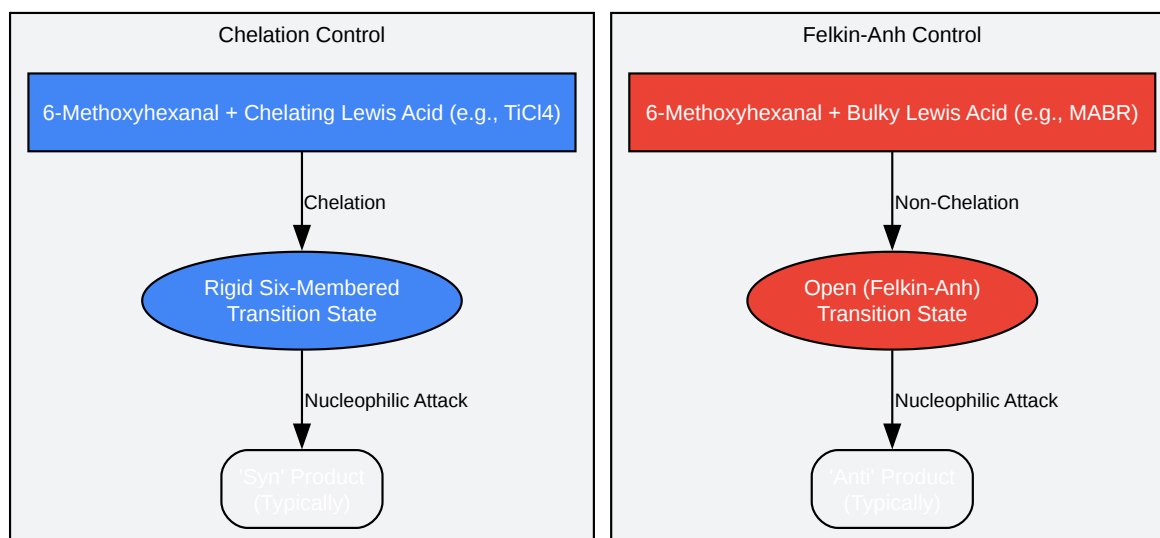 Chelation Control
6-Methoxyhexanal + Chelating Lewis Acid (e.g., TiCl4)
Chelation
Rigid Six-Membered
Transition State
Nucleophilic Attack
'Syn' Product
(Typically)
Felkin-Anh Control
6-Methoxyhexanal + Bulky Lewis Acid (e.g., MABR)
Non-Chelation
Open (Felkin-Anh)
Transition State
Nucleophilic Attack
'Anti' Product
(Typically)